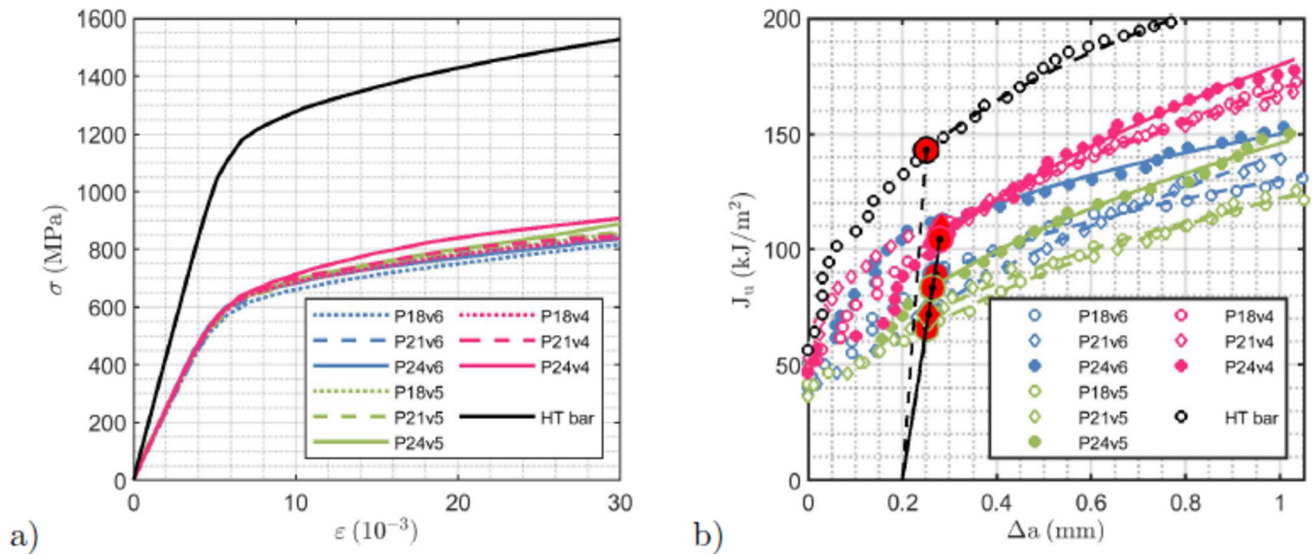 1600
1400
1200
1000
800
600
400
200
0
σ (MPa)
0 10 20 30
ε (10⁻³)
P18v6 P18v4
P21v6 P21v4
P24v6 P24v4
P18v5
P21v5 HT bar
P24v5
a)
200
150
100
50
0
Jᵤ (kJ/m²)
0 0.2 0.4 0.6 0.8 1
Δa (mm)
P18v6 P18v4
P21v6 P21v4
P24v6 P24v4
P18v5
P21v5 HT bar
P24v5
b)